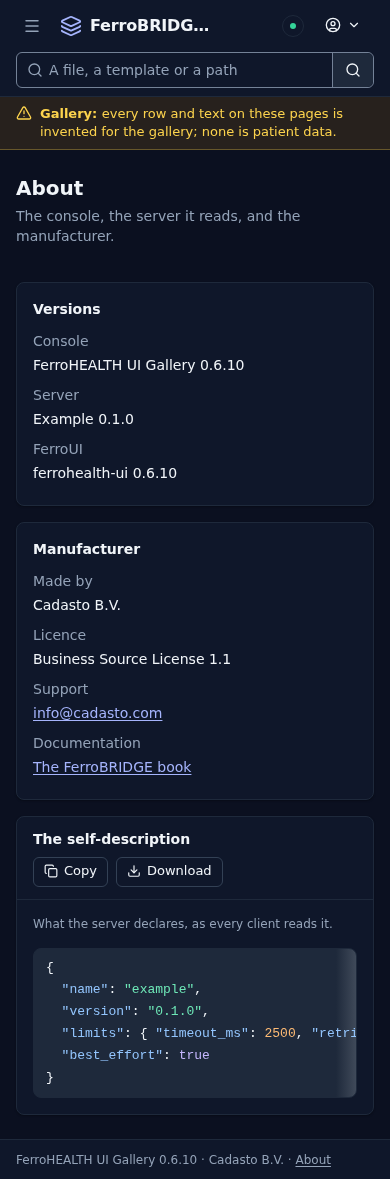 FerroBRIDG...
A file, a template or a path
Gallery: every row and text on these pages is
invented for the gallery; none is patient data.
About
The console, the server it reads, and the
manufacturer.
Versions
Console
FerroHEALTH UI Gallery 0.6.10
Server
Example 0.1.0
FerroUI
ferrohealth-ui 0.6.10
Manufacturer
Made by
Cadasto B.V.
Licence
Business Source License 1.1
Support
info@cadasto.com
Documentation
The FerroBRIDGE book
The self-description
Copy
Download
What the server declares, as every client reads it.
{
"name": "example",
"version": "0.1.0",
"limits": { "timeout_ms": 2500, "retri
"best_effort": true
}
FerroHEALTH UI Gallery 0.6.10 · Cadasto B.V. · About